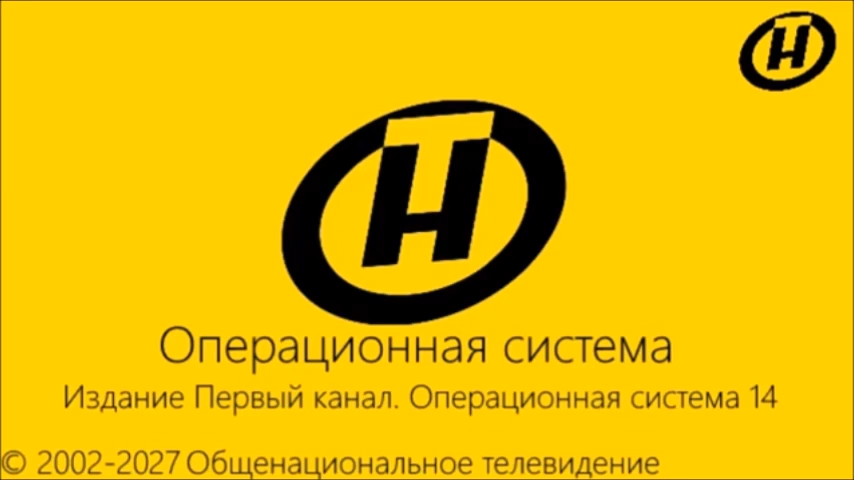 Операционная система
Издание Первый канал. Операционная система 14
© 2002-2027 Общенациональное телевидение